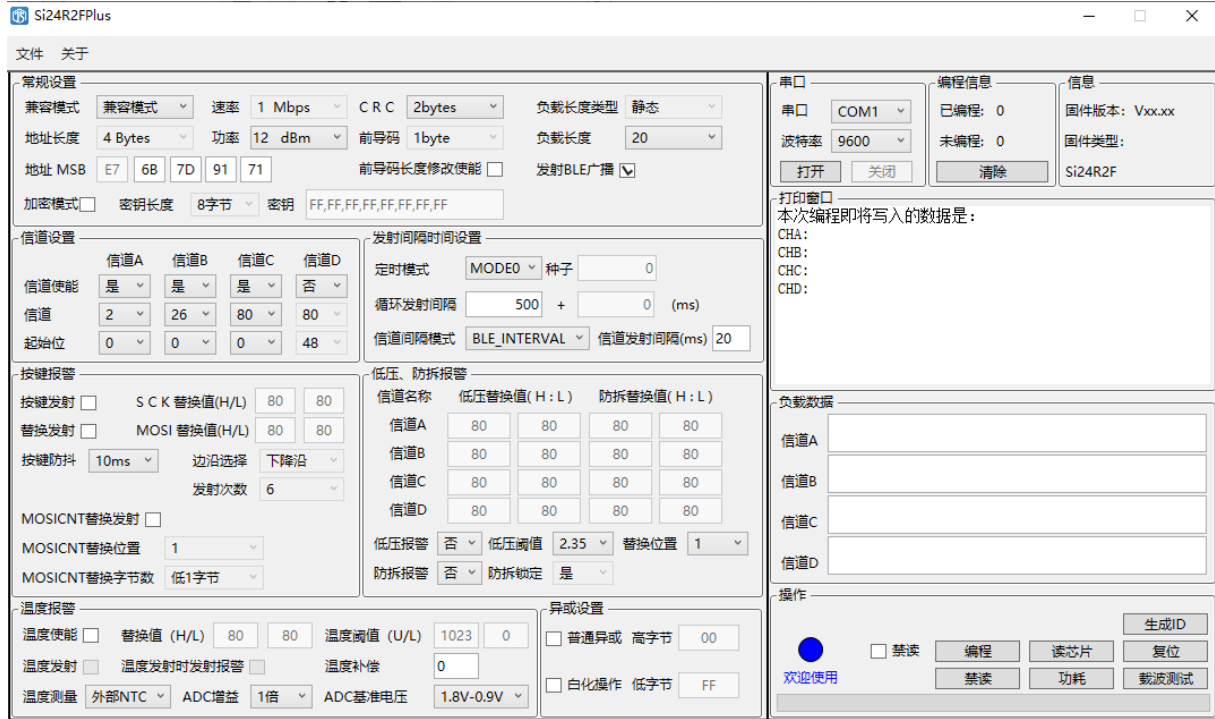 Si24R2FPlus
文件 关于
常规设置
兼容模式 兼容模式 速率 1 Mbps C R C 2bytes 负载长度类型 静态
地址长度 4 Bytes 功率 12 dBm 前导码 1byte 负载长度 20
地址 MSB E7 6B 7D 91 71 前导码长度修改使能 发射BLE广播
加密模式 密钥长度 8字节 密钥 FF,FF,FF,FF,FF,FF,FF,FF
信道设置
信道A 信道B 信道C 信道D
信道使能 是 是 是 否
信道 2 26 80 80
起始位 0 0 0 48
发射间隔时间设置
定时模式 MODE0 种子 0
循环发射间隔 500 + 0 (ms)
信道间隔模式 BLE_INTERVAL 信道发射间隔(ms) 20
按键报警
按键发射 S C K 替换值(H/L) 80 80
替换发射 MOSI 替换值(H/L) 80 80
按键防抖 10ms 边沿选择 下降沿
发射次数 6
MOSICNT替换发射
MOSICNT替换位置 1
MOSICNT替换字节数 低1字节
低压、防拆报警
信道名称 低压替换值( H : L ) 防拆替换值( H : L )
信道A 80 80 80 80
信道B 80 80 80 80
信道C 80 80 80 80
信道D 80 80 80 80
低压报警 否 低压阈值 2.35 替换位置 1
防拆报警 否 防拆锁定 是
温度报警
温度使能 替换值 (H/L) 80 80 温度阈值 (U/L) 1023 0
温度发射 温度发射时发射报警 温度补偿 0
温度测量 外部NTC ADC增益 1倍 ADC基准电压 1.8V-0.9V
异或设置
普通异或 高字节 00
白化操作 低字节 FF
串口
串口 COM1
波特率 9600
打开 关闭
编程信息
已编程: 0
未编程: 0
清除
信息
固件版本: Vxx.xx
固件类型:
Si24R2F
打印窗口
本次编程即将写入的数据是:
CHA:
CHB:
CHC:
CHD:
负载数据
信道A
信道B
信道C
信道D
操作
生成ID
禁读 编程 读芯片 复位
欢迎使用 禁读 功耗 载波测试